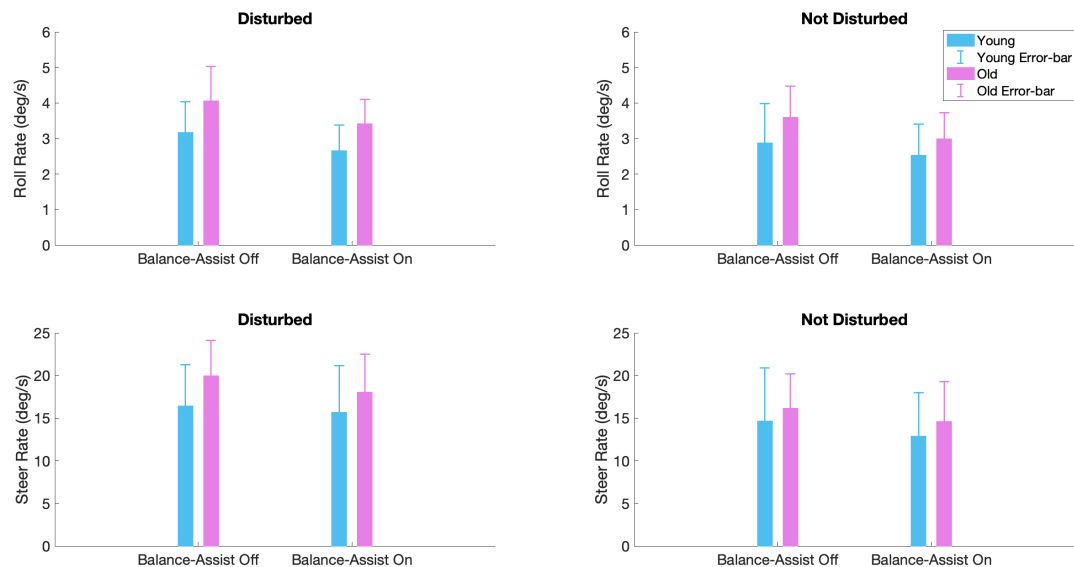 Disturbed
6
5
4
3
2
1
0
Roll Rate (deg/s)
Balance-Assist Off
Balance-Assist On
Not Disturbed
6
5
4
3
2
1
0
Roll Rate (deg/s)
Balance-Assist Off
Balance-Assist On
Young
Young Error-bar
Old
Old Error-bar
Disturbed
25
20
15
10
5
0
Steer Rate (deg/s)
Balance-Assist Off
Balance-Assist On
Not Disturbed
25
20
15
10
5
0
Steer Rate (deg/s)
Balance-Assist Off
Balance-Assist On